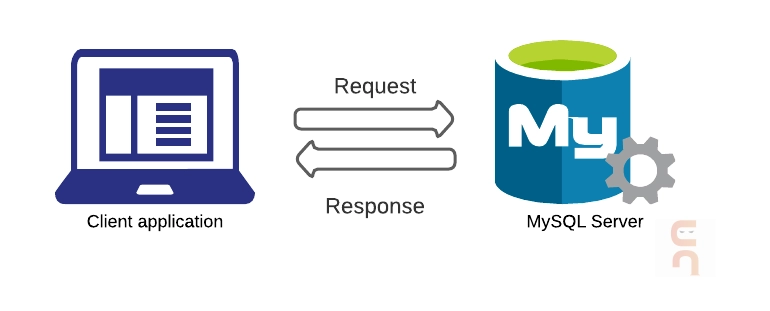 Request
My
Response
Client application
MySQL Server